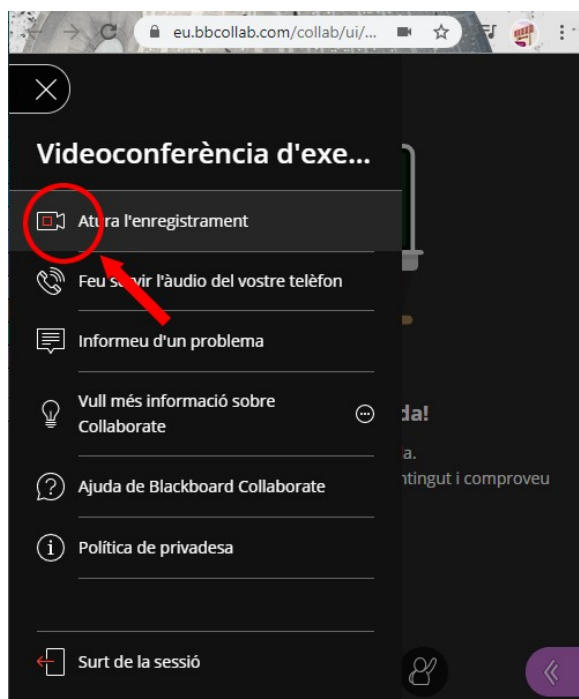 eu.bbcollab.com/collab/ui/...
Videoconferència d'exe...
Atura l'enregistrament
Feu servir l'àudio del vostre telèfon
Informeu d'un problema
Vull més informació sobre
Collaborate
da!
a.
ntingut i comproveu
Ajuda de Blackboard Collaborate
Política de privadesa
Surt de la sessió